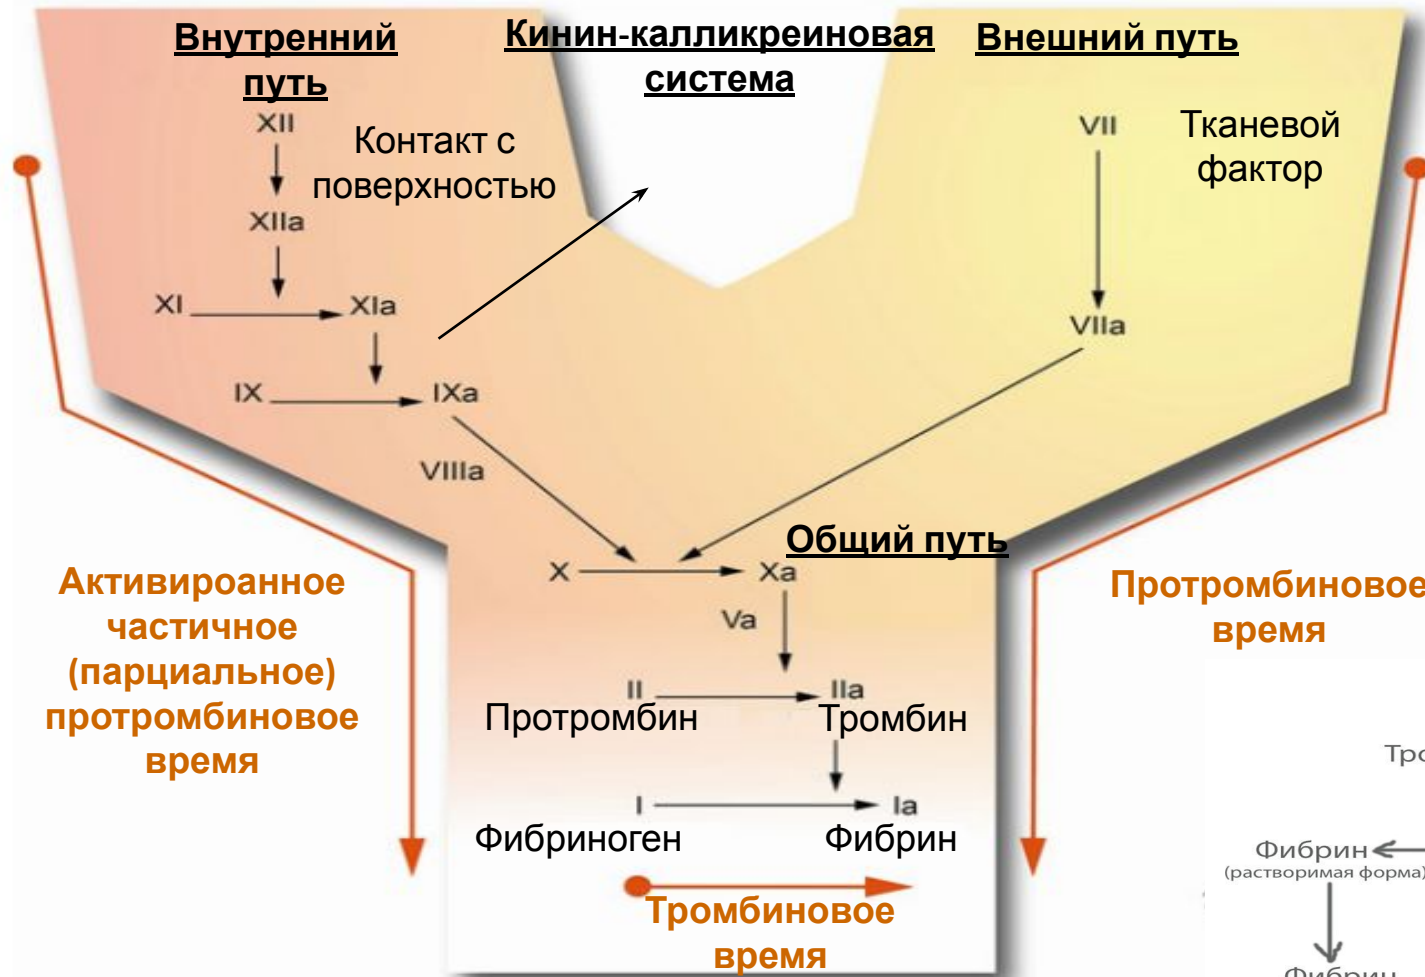 Внутренний
путь
Кинин-калликреиновая
система
Внешний путь
XII
Контакт с
поверхностью
VII
Тканевой
фактор
XIIa
XI
XIa
VIIa
IX
IXa
VIIIa
Общий путь
X
Xa
Va
Активироанное
частичное
(парциальное)
протромбиновое
время
Протромбиновое
время
II
IIa
Протромбин
Тромбин
I
Ia
Фибриноген
Фибрин
Тромбиновое
время
Тро
Фибрин
(растворимая форма)
Фибрин